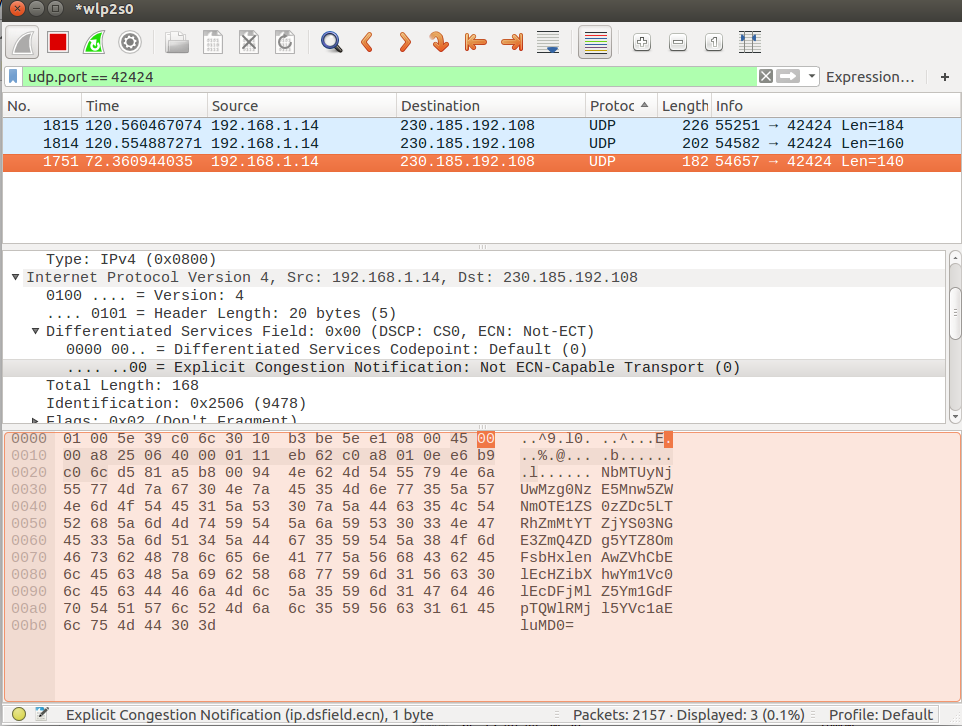 *wlp2s0
udp.port == 42424 Expression… +
No. Time Source Destination Protoc Length Info
1815 120.560467074 192.168.1.14 230.185.192.108 UDP 226 55251 → 42424 Len=184
1814 120.554887271 192.168.1.14 230.185.192.108 UDP 202 54582 → 42424 Len=160
1751 72.360944035 192.168.1.14 230.185.192.108 UDP 182 54657 → 42424 Len=140
Type: IPv4 (0x0800)
Internet Protocol Version 4, Src: 192.168.1.14, Dst: 230.185.192.108
0100 .... = Version: 4
.... 0101 = Header Length: 20 bytes (5)
Differentiated Services Field: 0x00 (DSCP: CS0, ECN: Not-ECT)
0000 00.. = Differentiated Services Codepoint: Default (0)
.... ..00 = Explicit Congestion Notification: Not ECN-Capable Transport (0)
Total Length: 168
Identification: 0x2506 (9478)
Flags: 0x02 (Don't Fragment)
0000 01 00 5e 39 c0 6c 30 10 b3 be 5e e1 08 00 45 00 ..^9.l0. ..^...E.
0010 00 a8 25 06 40 00 01 11 eb 62 c0 a8 01 0e e6 b9 ..%.@... .b......
0020 c0 6c d5 81 a5 b8 00 94 4e 62 4d 54 55 79 4e 6a .l...... NbMTUyNj
0030 55 77 4d 7a 67 30 4e 7a 45 35 4d 6e 77 35 5a 57 UwMzg0Nz E5Mnw5ZW
0040 4e 6d 4f 54 45 31 5a 53 30 7a 5a 44 63 35 4c 54 NmOTE1ZS 0zZDc5LT
0050 52 68 5a 6d 4d 74 59 54 5a 6a 59 53 30 33 4e 47 RhZmMtYT ZjYS03NG
0060 45 33 5a 6d 51 34 5a 44 67 35 59 54 5a 38 4f 6d E3ZmQ4ZD g5YTZ8Om
0070 46 73 62 48 78 6c 65 6e 41 77 5a 56 68 43 62 45 FsbHxlen AwZVhCbE
0080 6c 45 63 48 5a 69 62 58 68 77 59 6d 31 56 63 30 lEcHZibX hwYm1Vc0
0090 6c 45 63 44 46 6a 4d 6c 5a 35 59 6d 31 47 64 46 lEcDFjMl Z5Ym1GdF
00a0 70 54 51 57 6c 52 4d 6a 6c 35 59 56 63 31 61 45 pTQWlRMj l5YVc1aE
00b0 6c 75 4d 44 30 3d luMD0=
Explicit Congestion Notification (ip.dsfield.ecn), 1 byte Packets: 2157 · Displayed: 3 (0.1%) Profile: Default